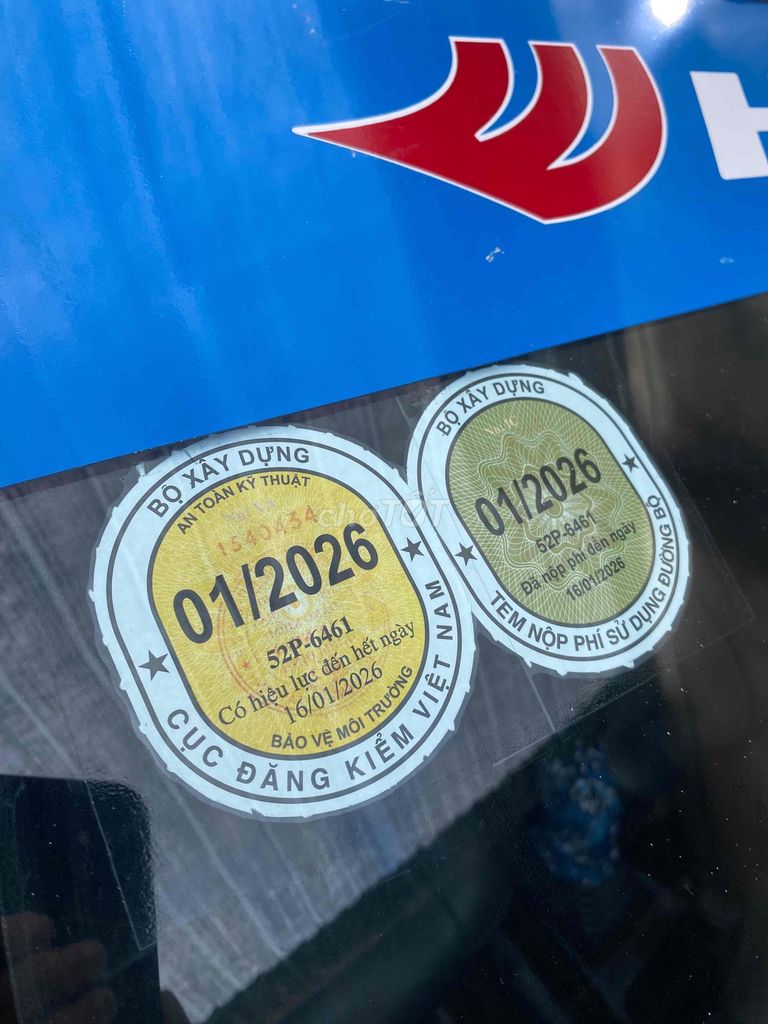 H
BỘ XÂY DỰNG
AN TOÀN KỸ THUẬT
1540434
01/2026
52P-6461
Có hiệu lực đến hết ngày
16/01/2026
BẢO VỆ MÔI TRƯỜNG
CỤC ĐĂNG KIỂM VIỆT NAM
BỘ XÂY DỰNG
01/2026
52P-6461
Đã nộp phí đến ngày
16/01/2026
TEM NỘP PHÍ SỬ DỤNG ĐƯỜNG BỘ
choTỐT